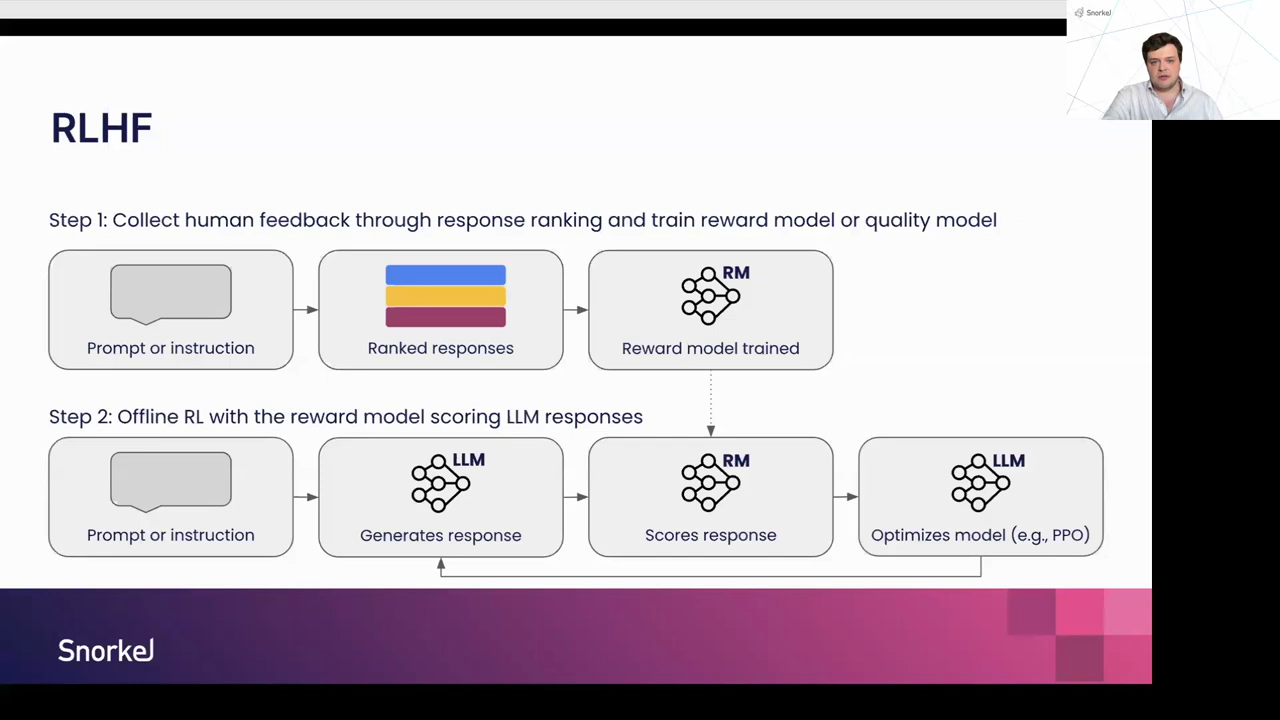 Snorkel
RLHF
Step 1: Collect human feedback through response ranking and train reward model or quality model
RM
Prompt or instruction
Ranked responses
Reward model trained
Step 2: Offline RL with the reward model scoring LLM responses
LLM
RM
LLM
Prompt or instruction
Generates response
Scores response
Optimizes model (e.g., PPO)
Snorkel